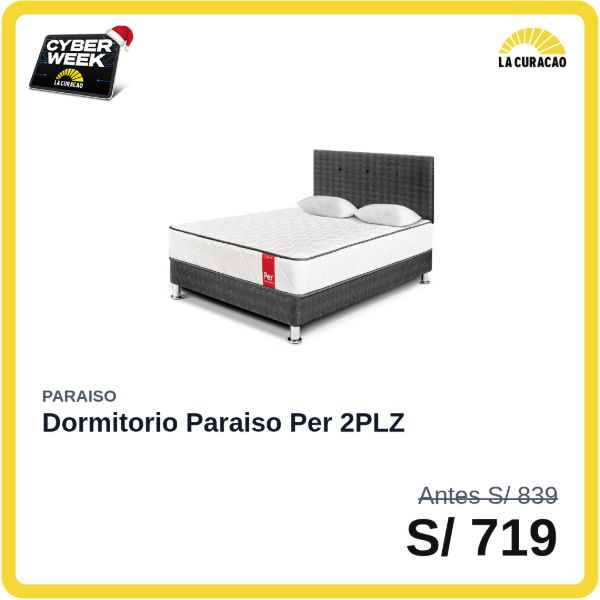 CYBER
WEEK
LA CURACAO
LA CURACAO
Per
PARAISO
Dormitorio Paraiso Per 2PLZ
Antes S/ 839
S/ 719